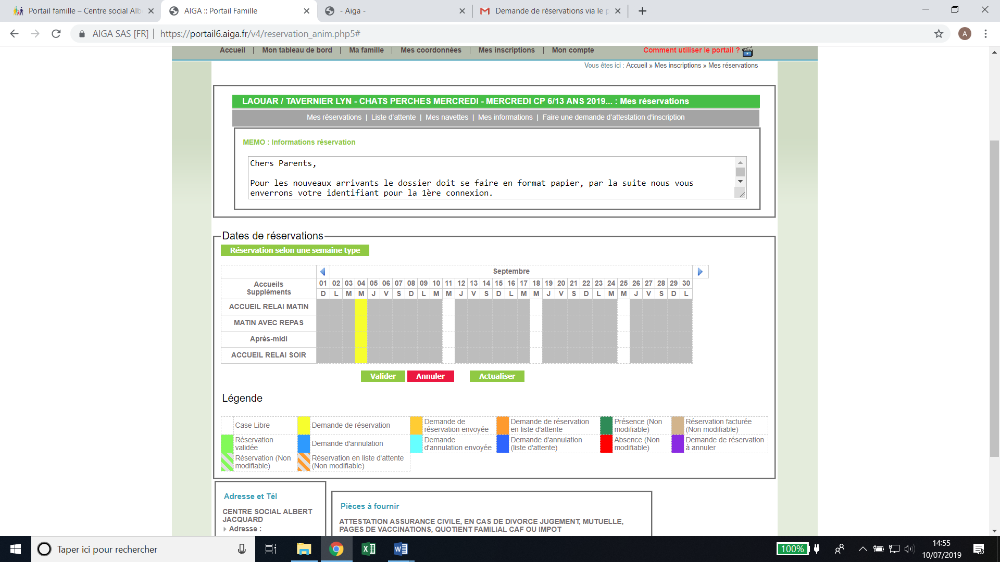 Portail famille – Centre social Alb
AIGA :: Portail Famille
- Aiga -
Demande de réservations via le p
AIGA SAS [FR] | https://portail6.aiga.fr/v4/reservation_anim.php5#
A
Accueil | Mon tableau de bord | Ma famille | Mes coordonnées | Mes inscriptions | Mon compte
Comment utiliser le portail ?
Vous êtes ici : Accueil » Mes inscriptions » Mes réservations
LAOUAR / TAVERNIER LYN - CHATS PERCHES MERCREDI - MERCREDI CP 6/13 ANS 2019... : Mes réservations
Mes réservations | Liste d'attente | Mes navettes | Mes informations | Faire une demande d'attestation d'inscription
MEMO : Informations réservation
Chers Parents,
Pour les nouveaux arrivants le dossier doit se faire en format papier, par la suite nous vous
enverrons votre identifiant pour la 1ère connexion.
Dates de réservations
Réservation selon une semaine type
Septembre
Accueils
Suppléments
01 02 03 04 05 06 07 08 09 10 11 12 13 14 15 16 17 18 19 20 21 22 23 24 25 26 27 28 29 30
D L M M J V S D L M M J V S D L M M J V S D L M M J V S D L
ACCUEIL RELAI MATIN
MATIN AVEC REPAS
Après-midi
ACCUEIL RELAI SOIR
Valider Annuler Actualiser
Légende
Case Libre
Demande de réservation
Demande de
réservation envoyée
Demande de réservation
en liste d'attente
Présence (Non
modifiable)
Réservation facturée
(Non modifiable)
Réservation
validée
Demande d'annulation
Demande
d'annulation envoyée
Demande d'annulation
(liste d'attente)
Absence (Non
modifiable)
Demande de réservation
à annuler
Réservation (Non
modifiable)
Réservation en liste d'attente
(Non modifiable)
Adresse et Tél
CENTRE SOCIAL ALBERT
JACQUARD
Adresse :
Pièces à fournir
ATTESTATION ASSURANCE CIVILE, EN CAS DE DIVORCE JUGEMENT, MUTUELLE,
PAGES DE VACCINATIONS, QUOTIENT FAMILIAL CAF OU IMPOT
Taper ici pour rechercher
100%
14:55
10/07/2019